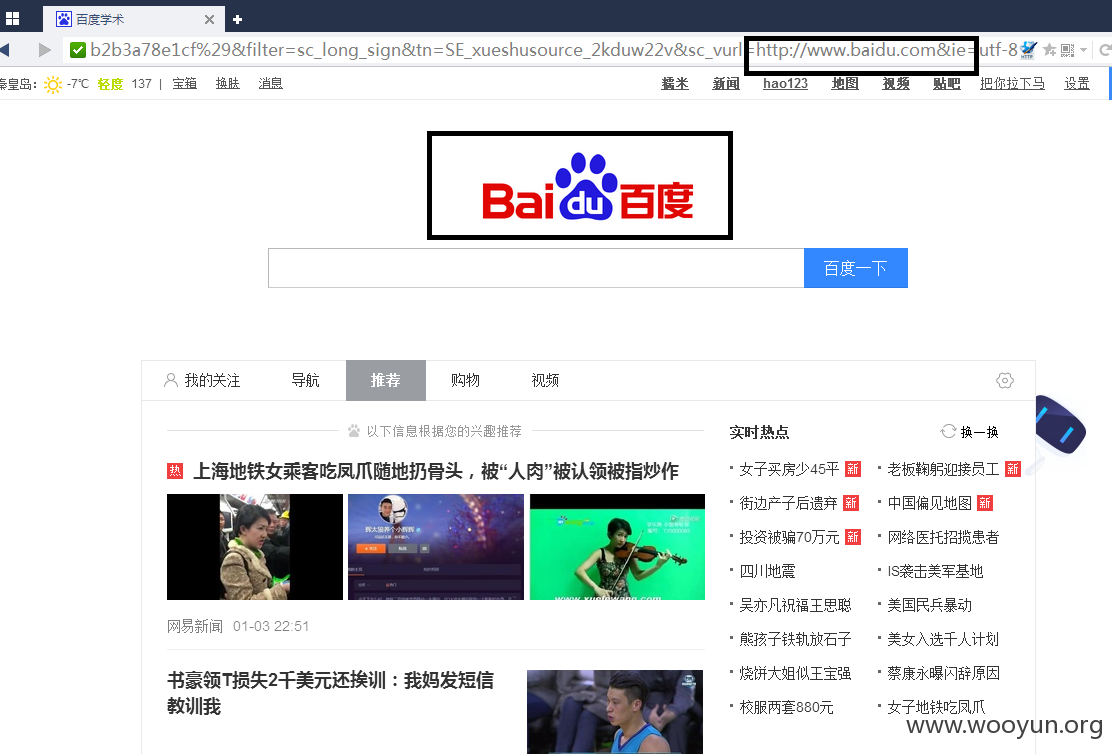 百度学术
b2b3a78e1cf%29&filter=sc_long_sign&tn=SE_xueshusource_2kduw22v&sc_vurl=http://www.baidu.com&ie=utf-8
秦皇岛: -7℃ 轻度 137 | 宝箱 换肤 消息 糯米 新闻 hao123 地图 视频 贴吧 把你拉下马 设置
Baidu百度
百度一下
我的关注 导航 推荐 购物 视频
以下信息根据您的兴趣推荐
热 上海地铁女乘客吃凤爪随地扔骨头，被“人肉”被认领被指炒作
辉太狼养个小辉辉
网易新闻 01-03 22:51
书豪领T损失2千美元还挨训：我妈发短信
教训我
实时热点 换一换
女子买房少45平 新 老板鞠躬迎接员工 新
街边产子后遗弃 新 中国偏见地图 新
投资被骗70万元 新 网络医托招揽患者
四川地震 IS袭击美军基地
吴亦凡祝福王思聪 美国民兵暴动
熊孩子铁轨放石子 美女入选千人计划
烧饼大姐似王宝强 蔡康永曝闪辞原因
校服两套880元 女子地铁吃凤爪
www.wooyun.org